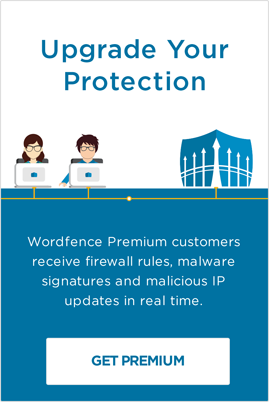 Upgrade Your
Protection
Wordfence Premium customers
receive firewall rules, malware
signatures and malicious IP
updates in real time.
GET PREMIUM